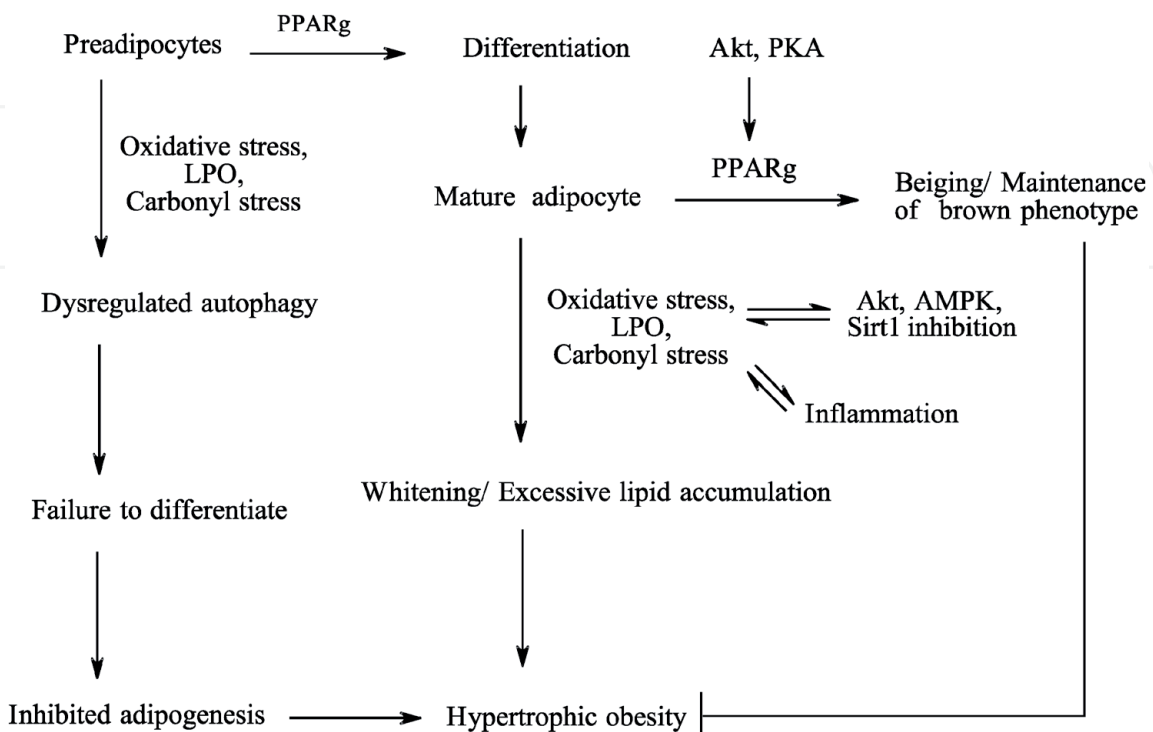 PPARg
Preadipocytes
Differentiation
Akt, PKA
Oxidative stress,
LPO,
Carbonyl stress
PPARg
Mature adipocyte
Beiging/ Maintenance
of brown phenotype
Dysregulated autophagy
Oxidative stress,
LPO,
Carbonyl stress
Akt, AMPK,
Sirt1 inhibition
Inflammation
Failure to differentiate
Whitening/ Excessive lipid accumulation
Inhibited adipogenesis
Hypertrophic obesity